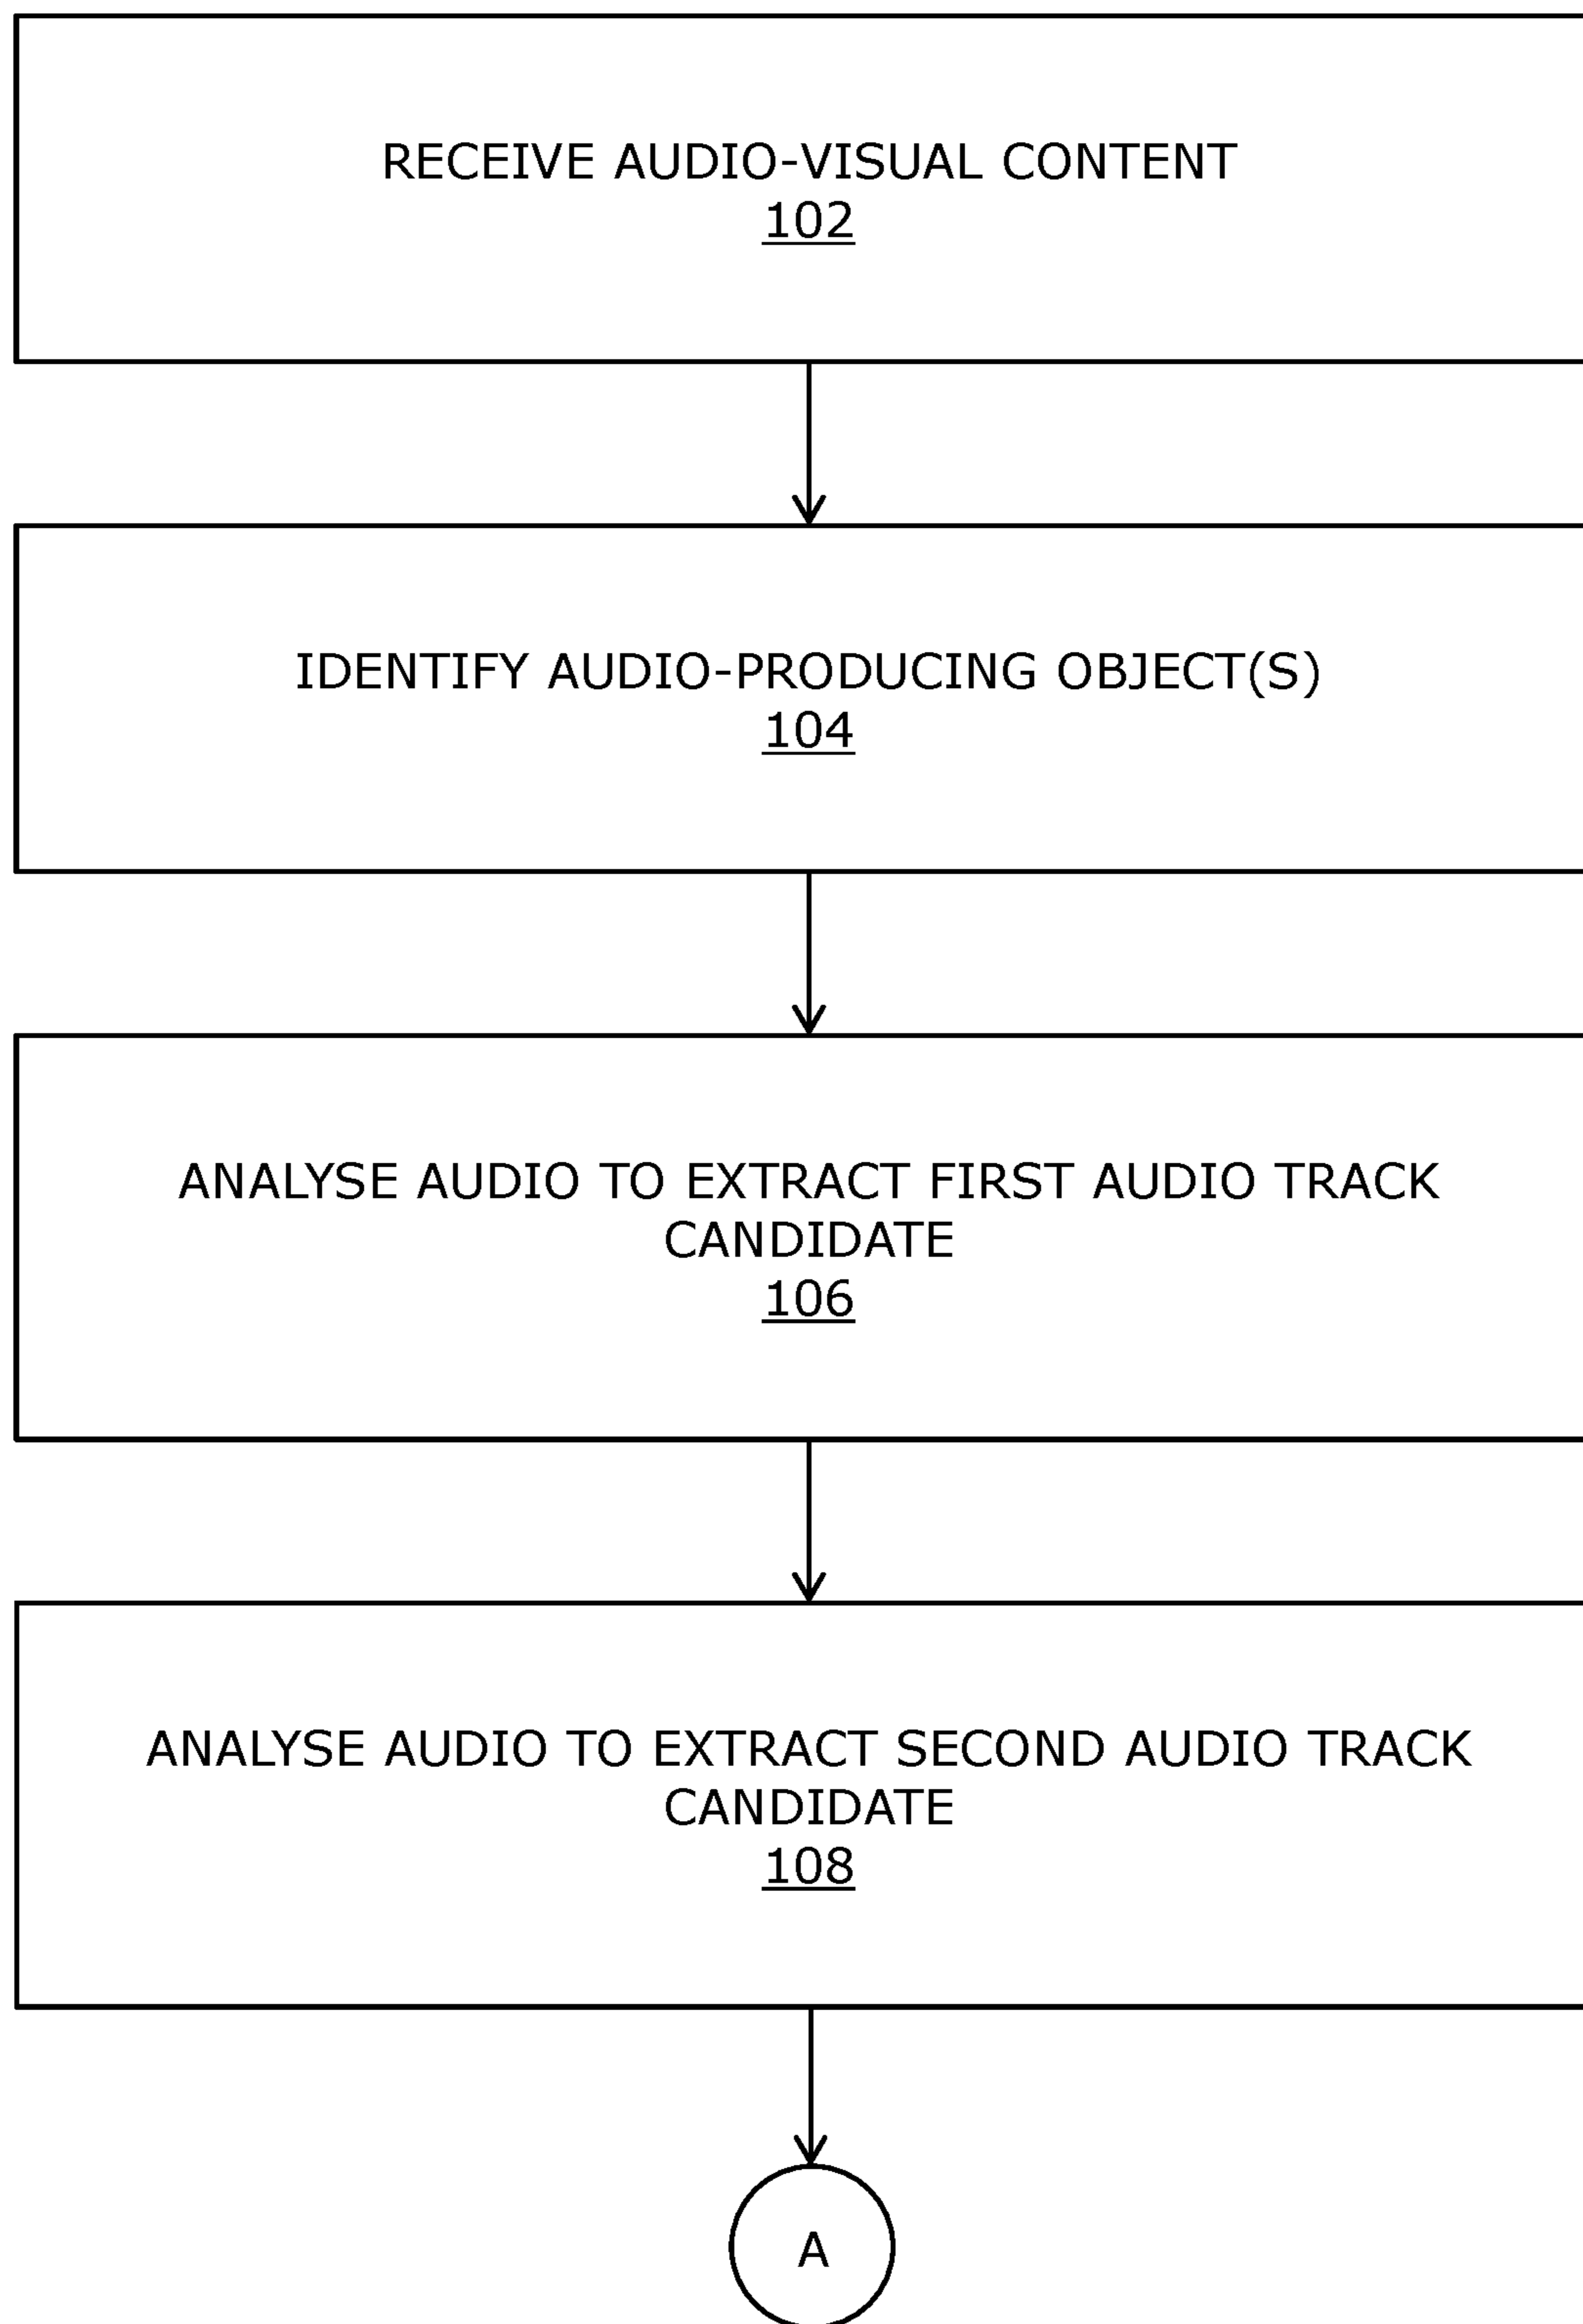 RECEIVE AUDIO-VISUAL CONTENT
102
IDENTIFY AUDIO-PRODUCING OBJECT(S)
104
ANALYSE AUDIO TO EXTRACT FIRST AUDIO TRACK
CANDIDATE
106
ANALYSE AUDIO TO EXTRACT SECOND AUDIO TRACK
CANDIDATE
108
A